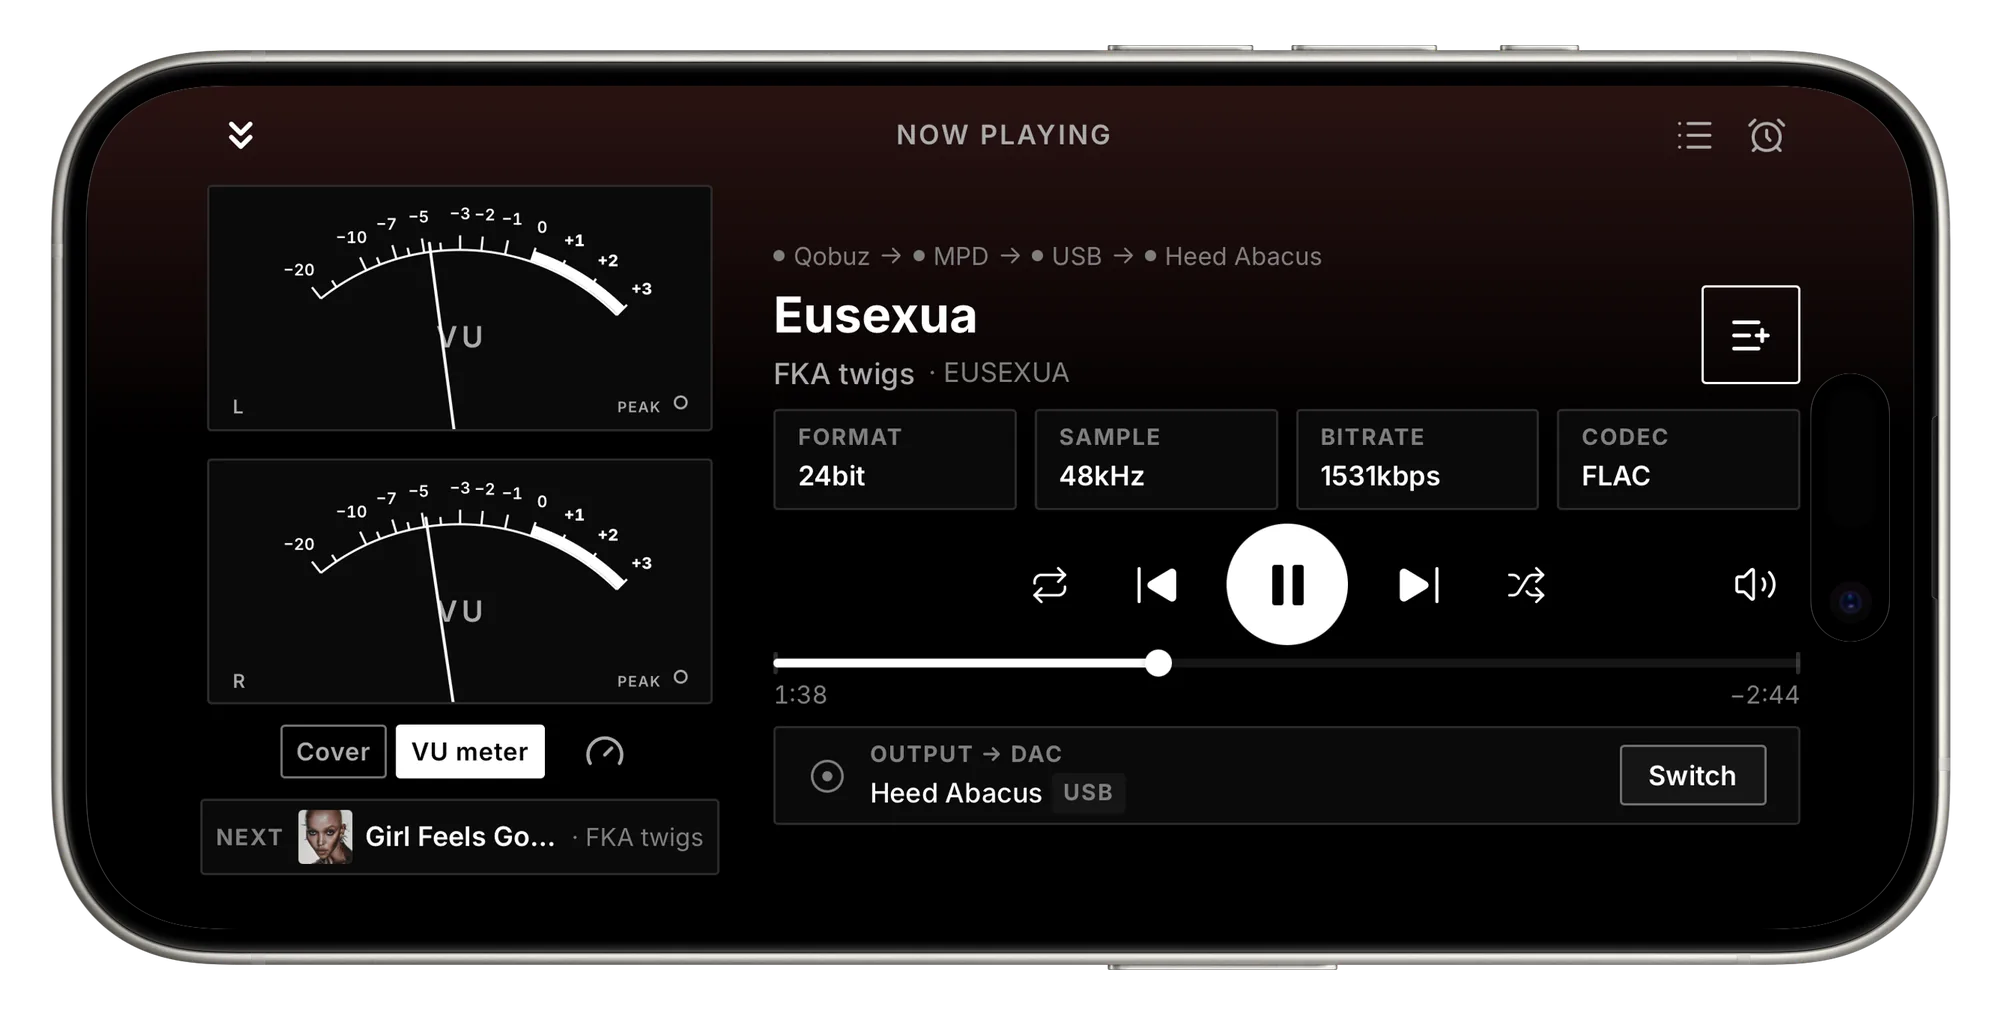 NOW PLAYING
−20 −10 −7 −5 −3 −2 −1 0 +1 +2 +3
VU
L PEAK
−20 −10 −7 −5 −3 −2 −1 0 +1 +2 +3
VU
R PEAK
Cover VU meter
NEXT Girl Feels Go... · FKA twigs
Qobuz → MPD → USB → Heed Abacus
Eusexua
FKA twigs · EUSEXUA
FORMAT
24bit
SAMPLE
48kHz
BITRATE
1531kbps
CODEC
FLAC
1:38 −2:44
OUTPUT → DAC
Heed Abacus USB
Switch